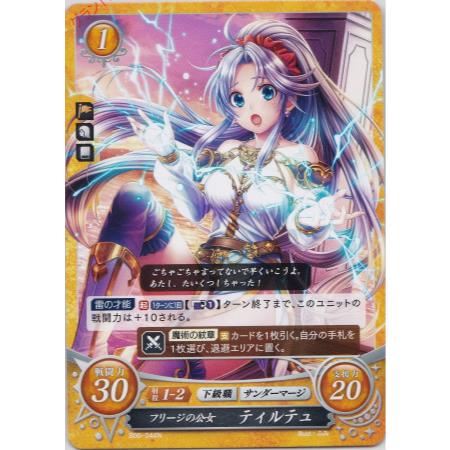 1
ごちゃごちゃ言ってないで早くいこうよ。
あたし、たいくつしちゃった!
雷の才能 起 1ターンに1回 [1]ターン終了まで、このユニットの
戦闘力は+10される。
魔術の紋章 支 カードを1枚引く。自分の手札を
1枚選び、退避エリアに置く。
戦闘力 30
射程 1-2
下級職
サンダーマージ
支援力 20
フリージの公女 ティルテュ